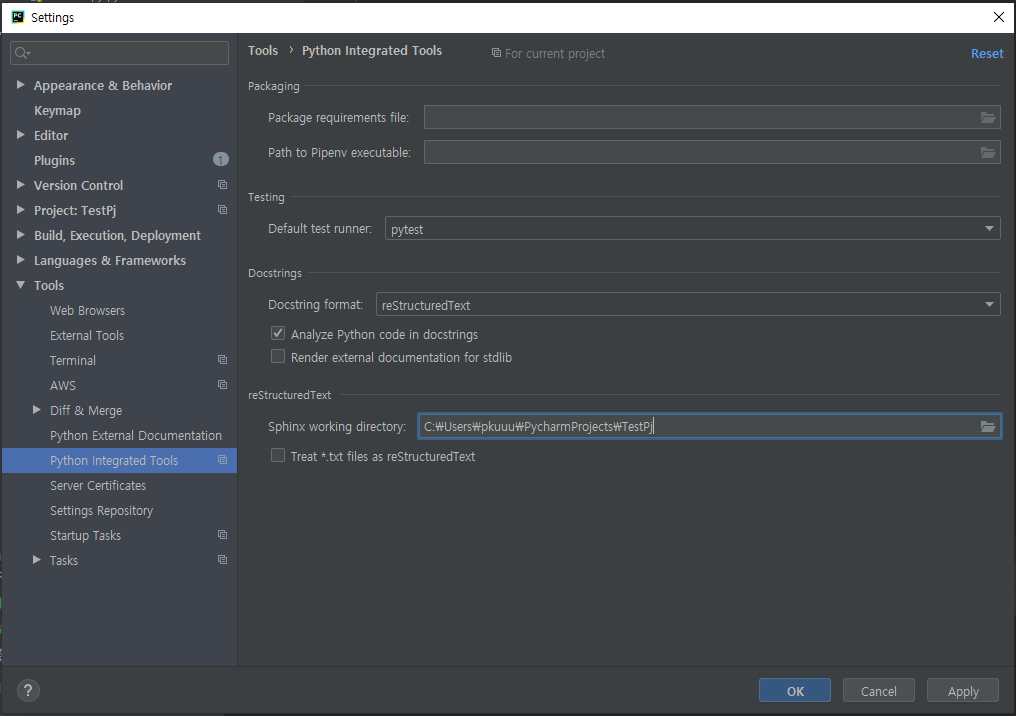 PC Settings
Tools › Python Integrated Tools For current project Reset
Appearance & Behavior
Keymap
Editor
Plugins 1
Version Control
Project: TestPj
Build, Execution, Deployment
Languages & Frameworks
Tools
Web Browsers
External Tools
Terminal
AWS
Diff & Merge
Python External Documentation
Python Integrated Tools
Server Certificates
Settings Repository
Startup Tasks
Tasks
Packaging
Package requirements file:
Path to Pipenv executable:
Testing
Default test runner: pytest
Docstrings
Docstring format: reStructuredText
Analyze Python code in docstrings
Render external documentation for stdlib
reStructuredText
Sphinx working directory: C:₩Users₩pkuuu₩PycharmProjects₩TestPj
Treat *.txt files as reStructuredText
? OK Cancel Apply